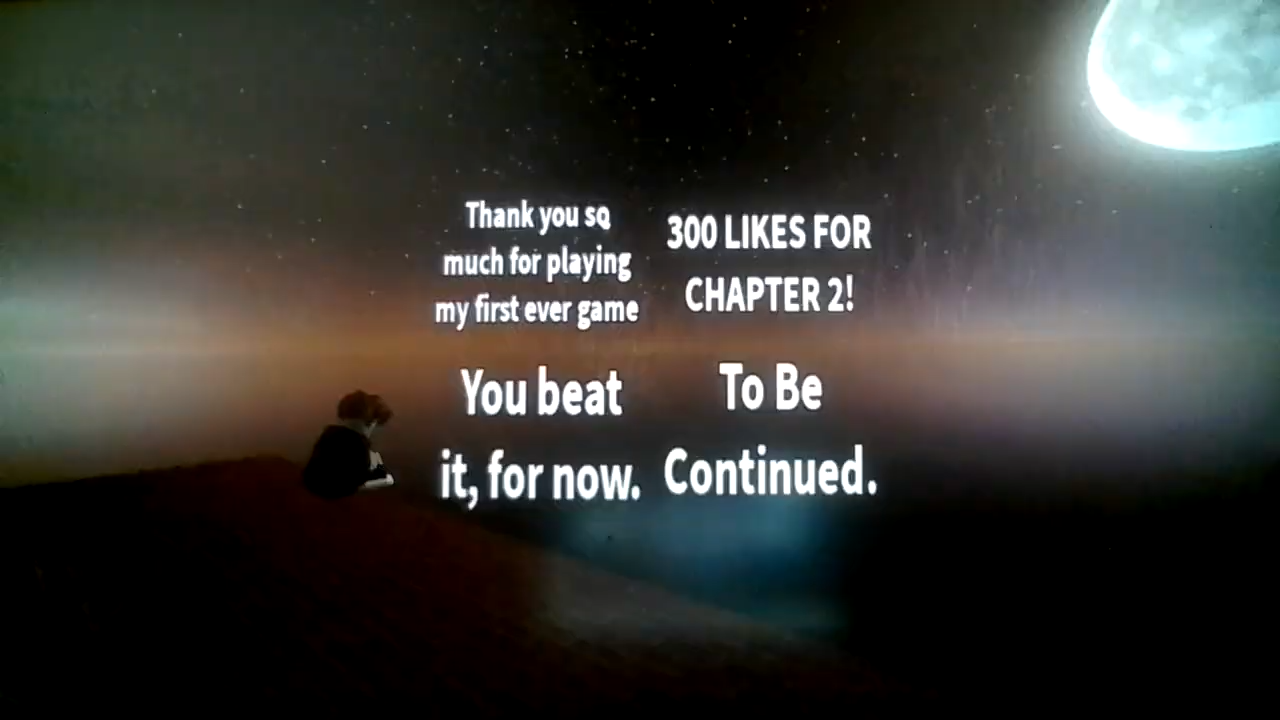 Thank you so
much for playing
my first ever game
300 LIKES FOR
CHAPTER 2!
You beat
it, for now.
To Be
Continued.